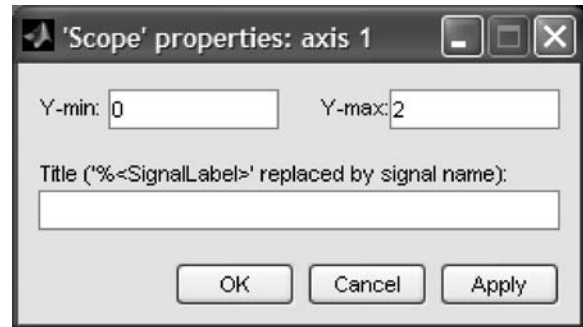 'Scope' properties: axis 1
Y-min: 0 Y-max: 2
Title ('%<SignalLabel>' replaced by signal name):
OK Cancel Apply